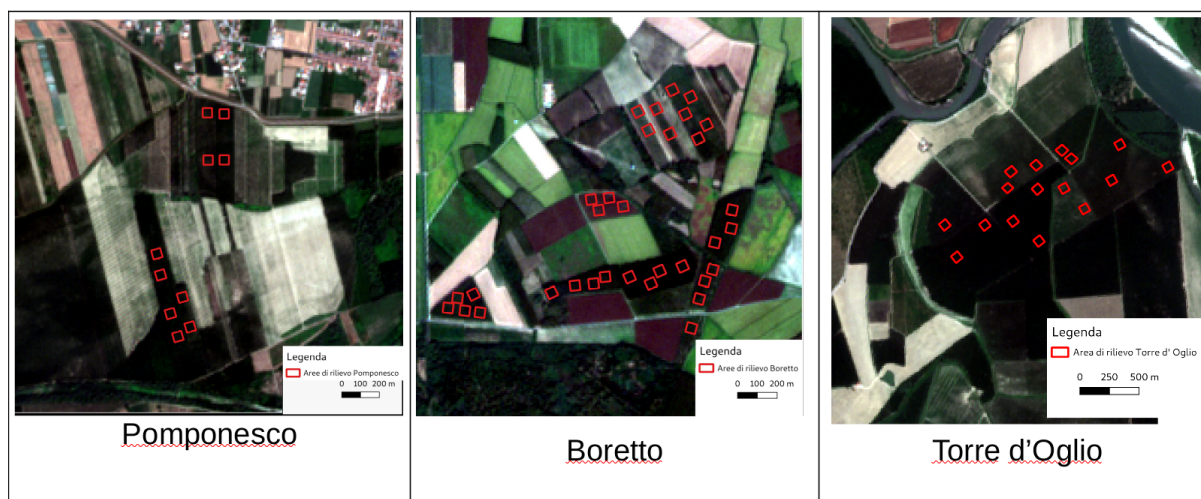 Legenda
Aree di rilievo Pomponesco
0 100 200 m
Pomponesco
Legenda
Aree di rilievo Boretto
0 100 200 m
Boretto
Legenda
Area di rilievo Torre d' Oglio
0 250 500 m
Torre d’Oglio